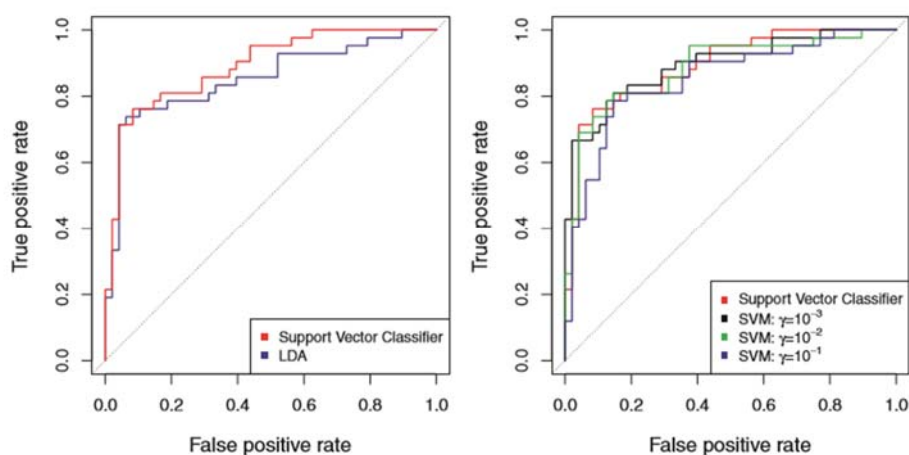 1.0
0.8
0.6
0.4
0.2
0.0
True positive rate
Support Vector Classifier
LDA
0.0 0.2 0.4 0.6 0.8 1.0
False positive rate
1.0
0.8
0.6
0.4
0.2
0.0
True positive rate
Support Vector Classifier
SVM: γ=10⁻³
SVM: γ=10⁻²
SVM: γ=10⁻¹
0.0 0.2 0.4 0.6 0.8 1.0
False positive rate